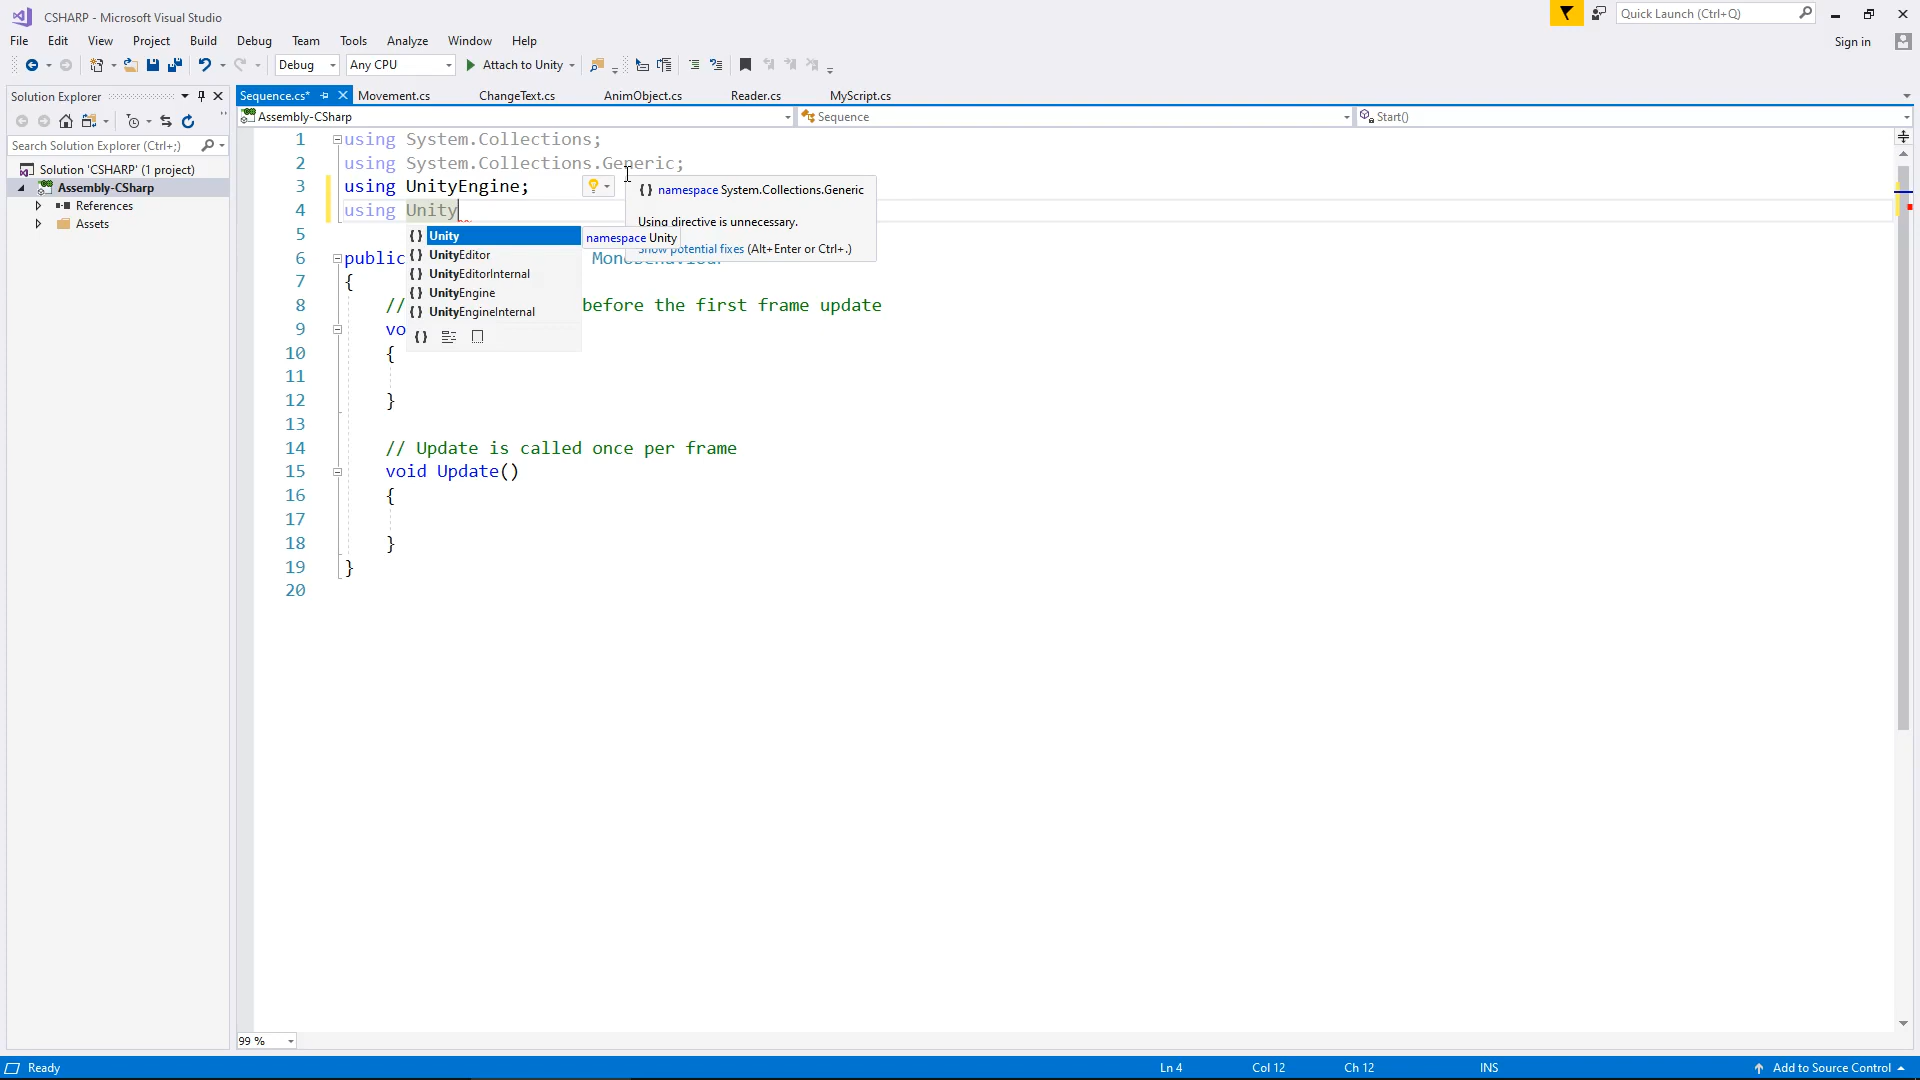 CSHARP - Microsoft Visual Studio
Quick Launch (Ctrl+Q)
File Edit View Project Build Debug Team Tools Analyze Window Help
Sign in
Debug Any CPU Attach to Unity
Solution Explorer
Sequence.cs* Movement.cs ChangeText.cs AnimObject.cs Reader.cs MyScript.cs
Assembly-CSharp Sequence Start()
Search Solution Explorer (Ctrl+;)
Solution 'CSHARP' (1 project)
Assembly-CSharp
References
Assets
1 using System.Collections;
2 using System.Collections.Generic;
3 using UnityEngine;
4 using Unity
5
6 public
7 {
8 // before the first frame update
9 vo
10 {
11
12 }
13
14 // Update is called once per frame
15 void Update()
16 {
17
18 }
19 }
20
{ } namespace System.Collections.Generic
Using directive is unnecessary.
Show potential fixes (Alt+Enter or Ctrl+.)
{ } Unity
{ } UnityEditor
{ } UnityEditorInternal
{ } UnityEngine
{ } UnityEngineInternal
{ }
namespace Unity
99 %
Ready Ln 4 Col 12 Ch 12 INS Add to Source Control